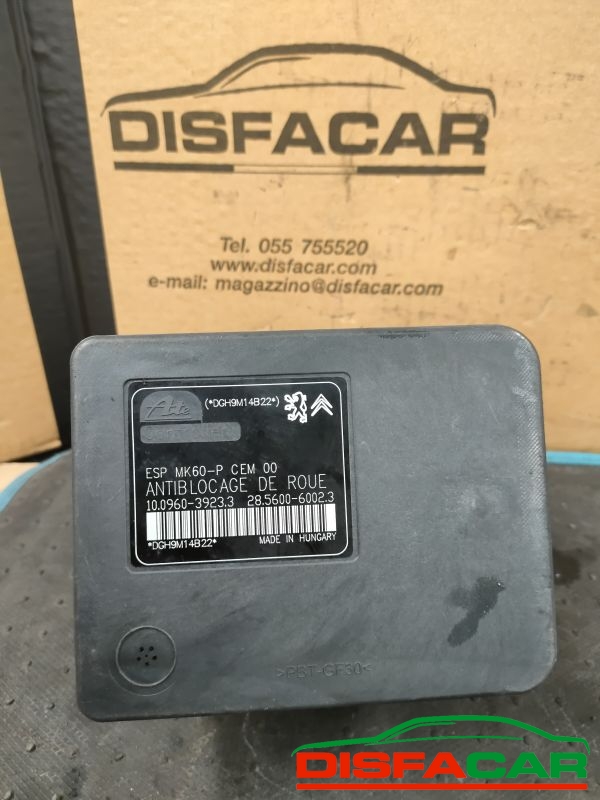 DISFACAR
Tel. 055 755520
www.disfacar.com
e-mail: magazzino@disfacar.com
Ate
(*DGH9M14B22*)
ESP MK60-P CEM 00
ANTIBLOCAGE DE ROUE
10.0960-3923.3 28.5600-6002.3
*DGH9M14B22*
MADE IN HUNGARY
>PBT-GF30<
DISFACAR